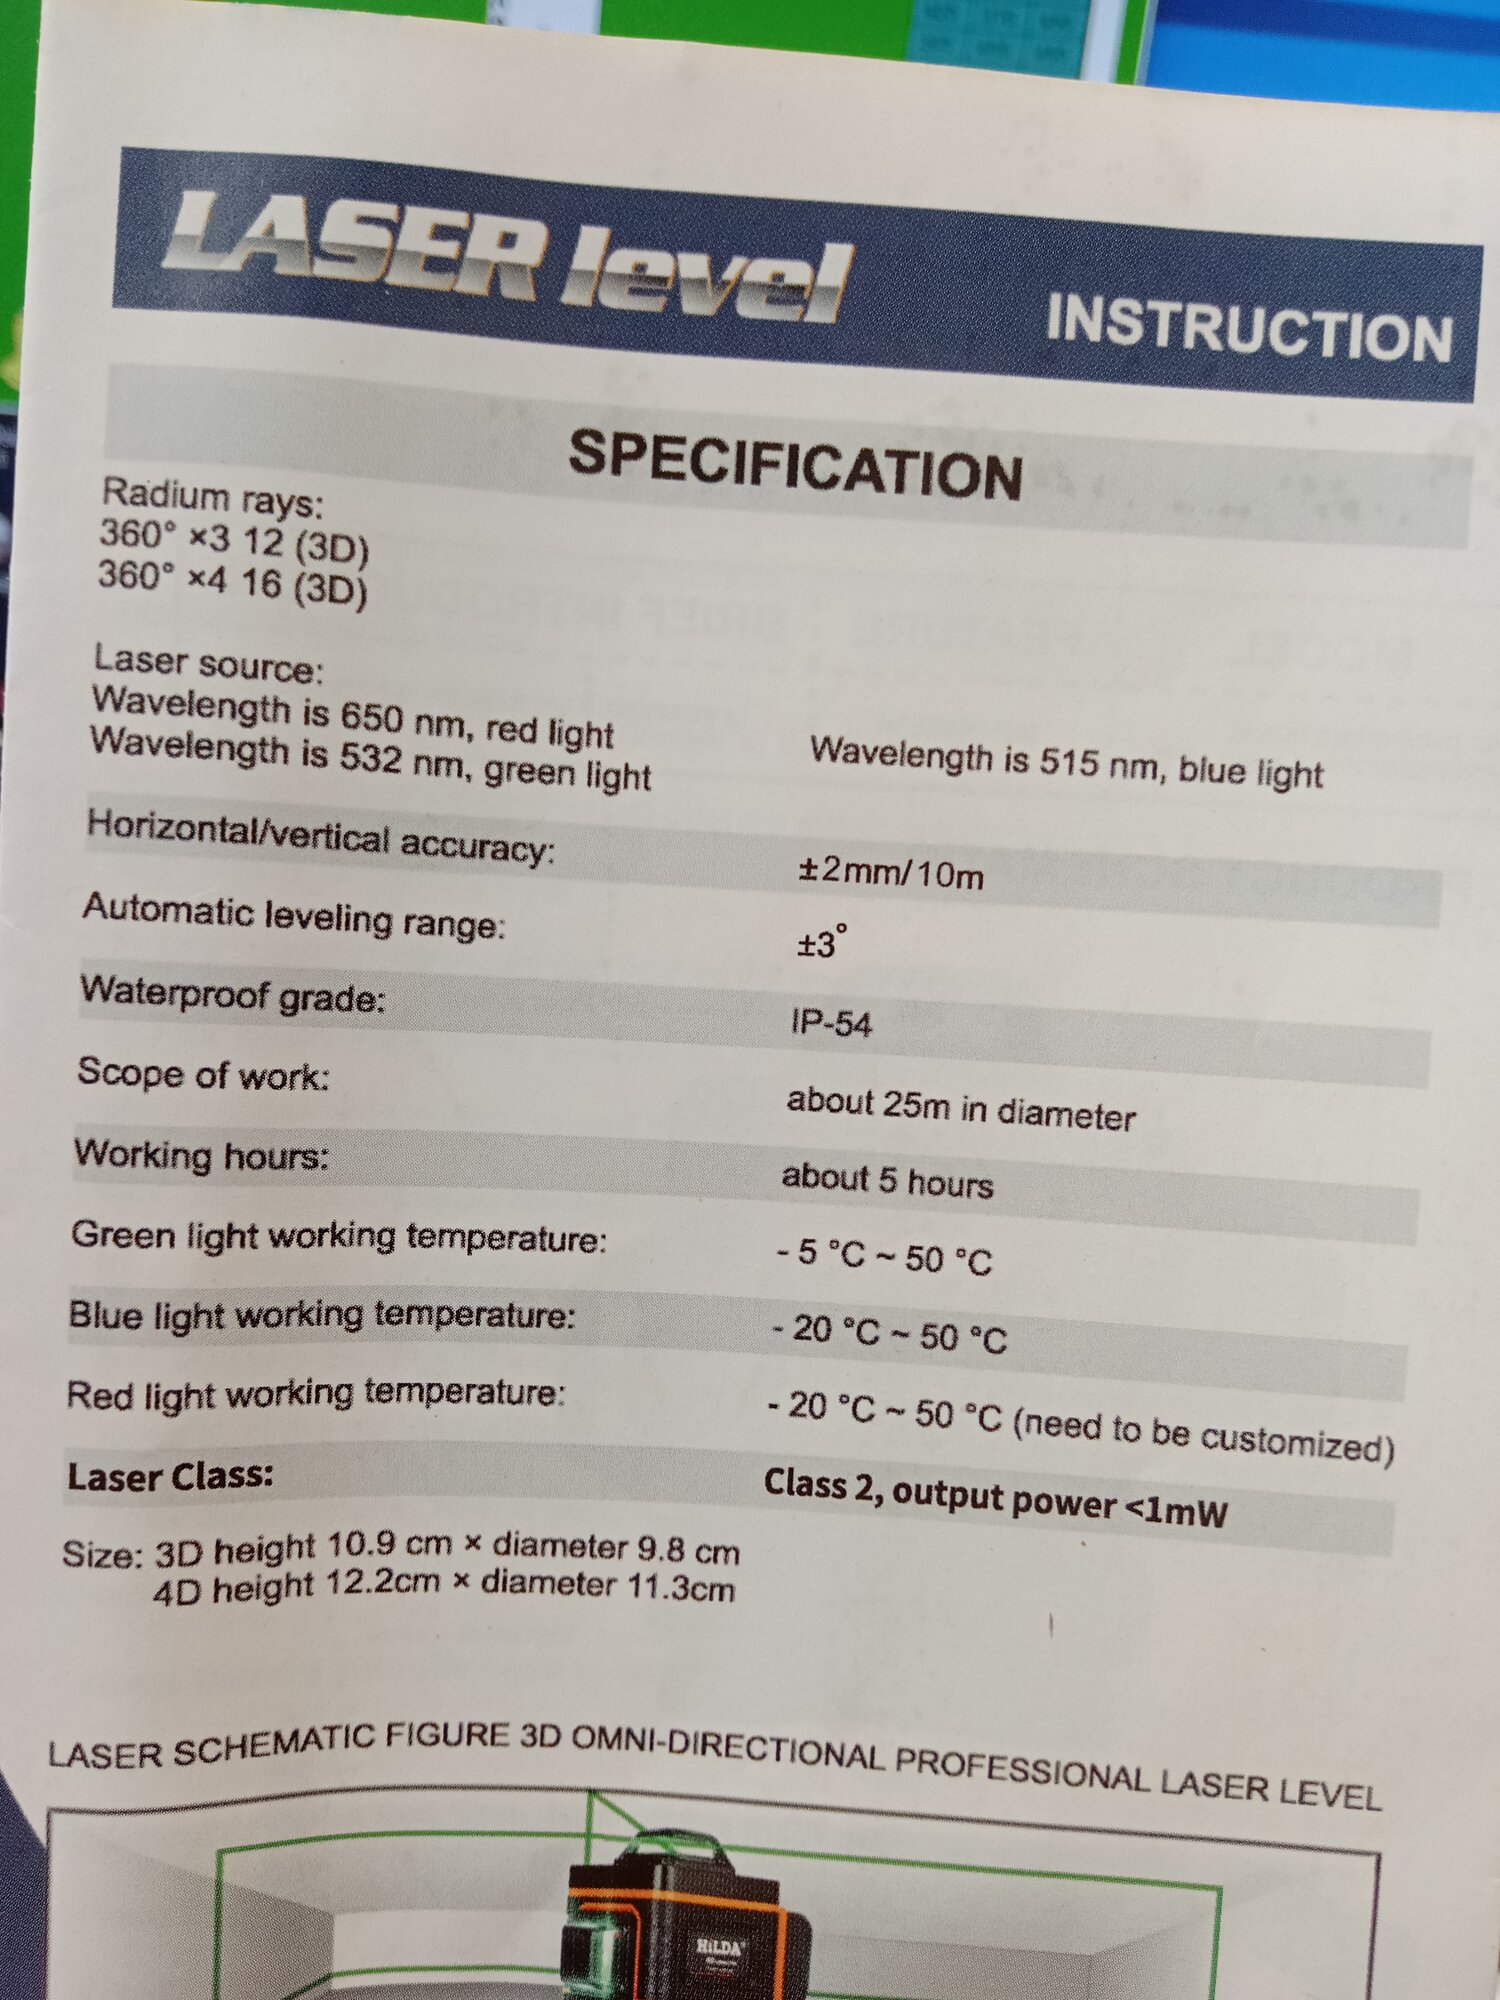 LASER level
INSTRUCTION
SPECIFICATION
Radium rays:
360° ×3 12 (3D)
360° ×4 16 (3D)
Laser source:
Wavelength is 650 nm, red light
Wavelength is 532 nm, green light
Wavelength is 515 nm, blue light
Horizontal/vertical accuracy: ±2mm/10m
Automatic leveling range: ±3°
Waterproof grade: IP-54
Scope of work: about 25m in diameter
Working hours: about 5 hours
Green light working temperature: - 5 °C ~ 50 °C
Blue light working temperature: - 20 °C ~ 50 °C
Red light working temperature: - 20 °C ~ 50 °C (need to be customized)
Laser Class: Class 2, output power <1mW
Size: 3D height 10.9 cm × diameter 9.8 cm
4D height 12.2cm × diameter 11.3cm
LASER SCHEMATIC FIGURE 3D OMNI-DIRECTIONAL PROFESSIONAL LASER LEVEL
HiLDA